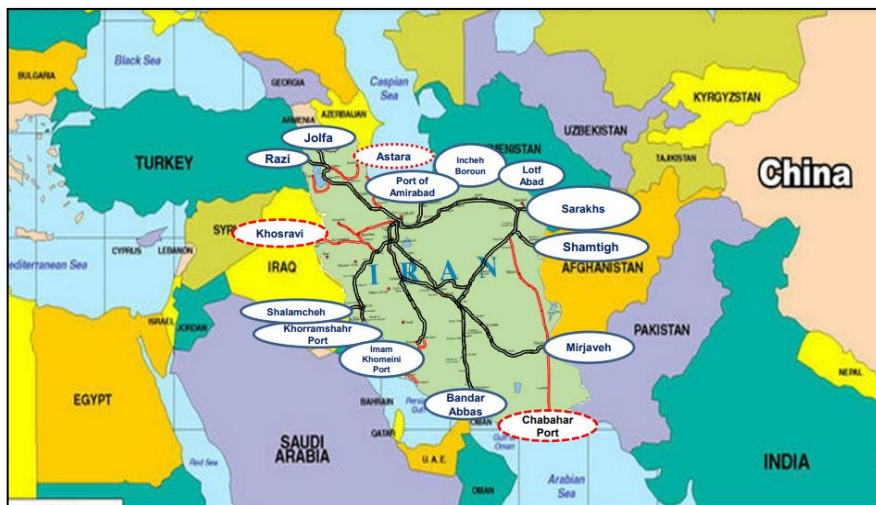 BULGARIA
Black Sea
GEORGIA
Caspian
Sea
KYRGYZSTAN
UZBEKISTAN
ARMENIA
AZERBAIJAN
Jolfa
TURKEY
Razi
Astara
Incheh
Boroun
MENISTAN
Lotf
Abad
TAJIKISTAN
China
Port of
Amirabad
Sarakhs
SYRI
Khosravi
Shamtigh
CYPRUS
LEBANON
editerranean Sea
IRAQ
I R A N
AFGHANISTAN
ISRAEL
JORDAN
Shalamcheh
Khorramshahr
Port
Imam
Khomeini
Port
Mirjaveh
PAKISTAN
NEPAL
EGYPT
BAHRAIN
Persian
Gulf
Bandar
Abbas
OMAN
Chabahar
Port
QATAR
SAUDI
ARABIA
Red Sea
U.A.E.
Gulf of
Oman
Arabian
Sea
INDIA
OMAN